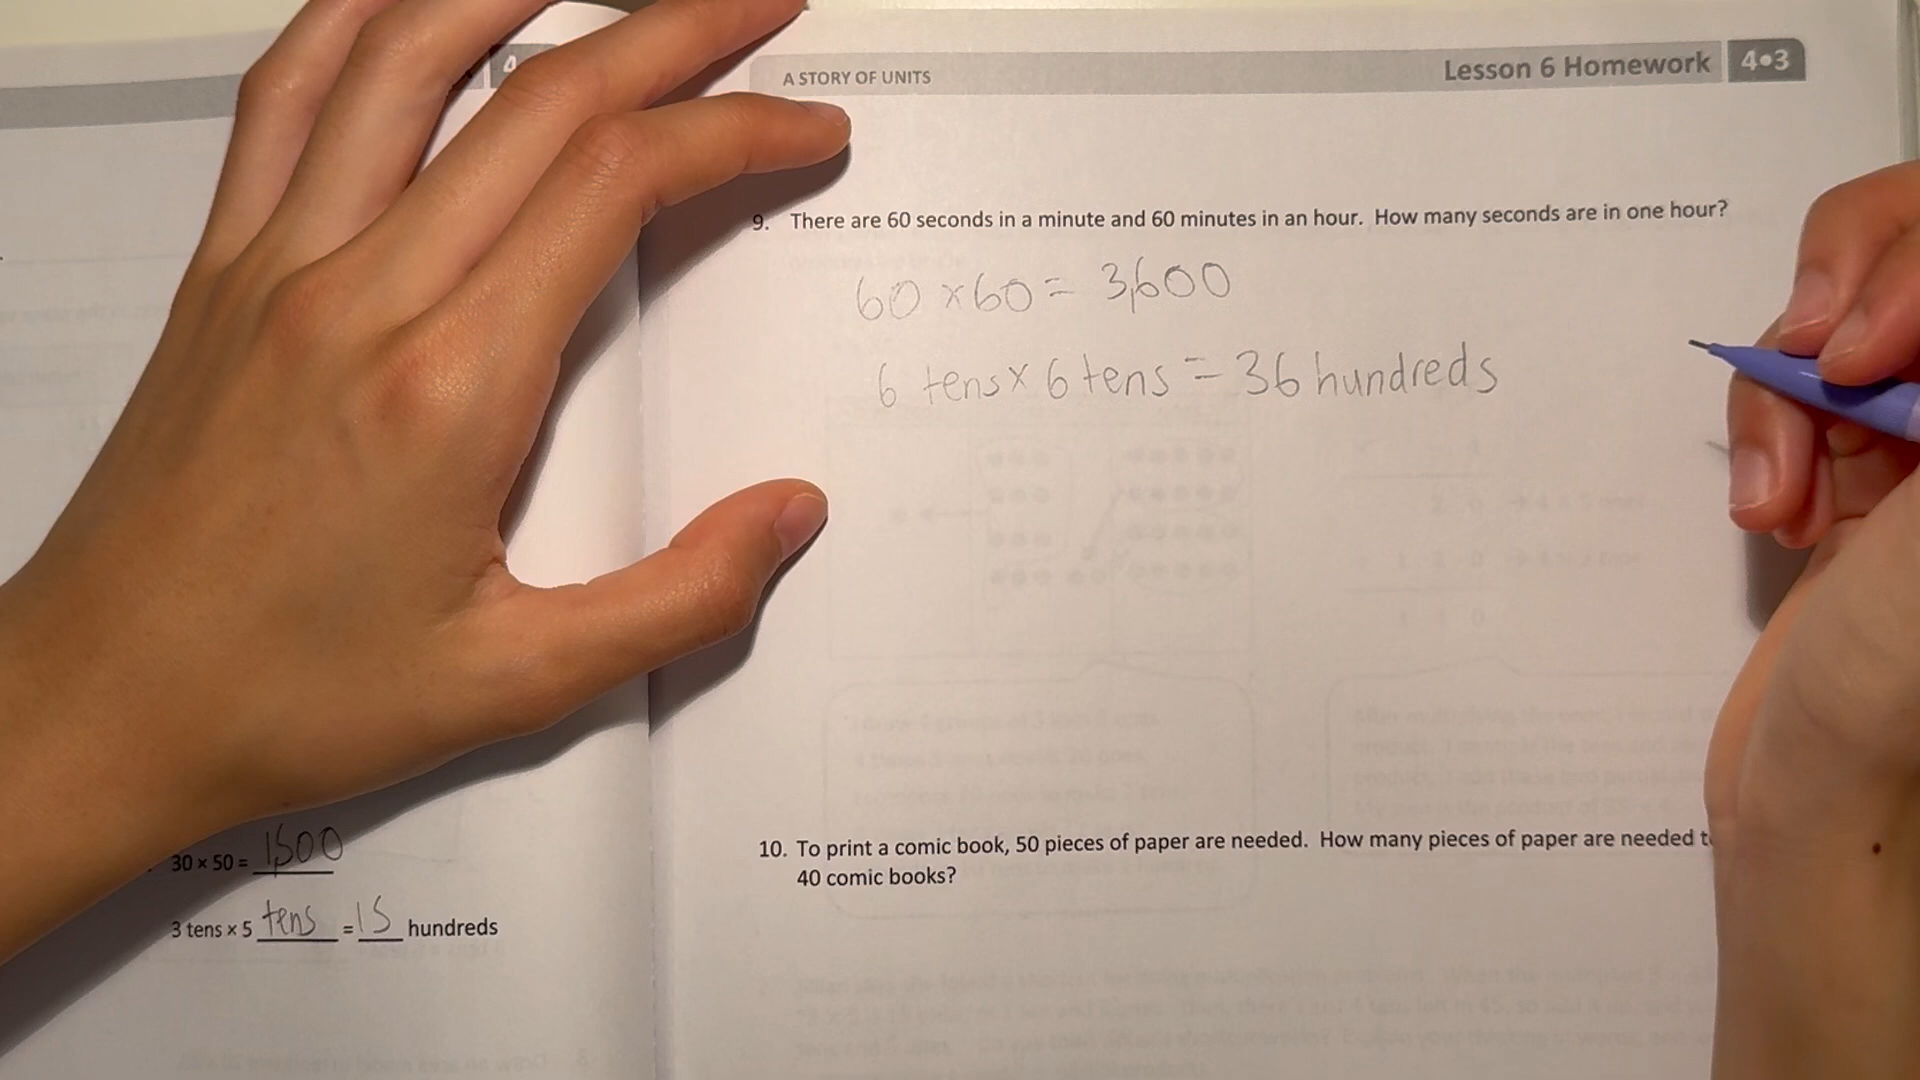 4
30 × 50 = 1,500
3 tens × 5 tens = 15 hundreds
A STORY OF UNITS
Lesson 6 Homework 4•3
9. There are 60 seconds in a minute and 60 minutes in an hour. How many seconds are in one hour?
60 × 60 = 3,600
6 tens × 6 tens = 36 hundreds
10. To print a comic book, 50 pieces of paper are needed. How many pieces of paper are needed
40 comic books?